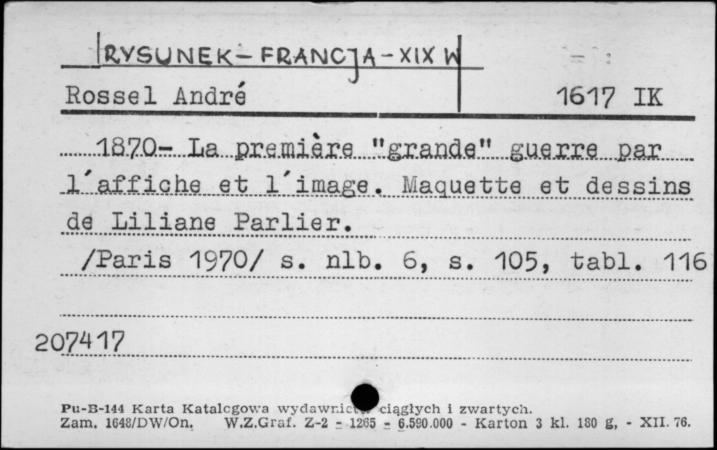 RYSUNEK - FRANCJA - XIX W
Rossel André 1617 IK
1870- La première "grande" guerre par
l´affiche et l´image. Maquette et dessins
de Liliane Parlier.
/Paris 1970/ s. nlb. 6, s. 105, tabl. 116
207417
Pu-B-144 Karta Katalogowa wydawnictw ciągłych i zwartych.
Zam. 1648/DW/On. W.Z.Graf. Z-2 - 1265 - 6.590.000 - Karton 3 kl. 180 g, - XII. 76.